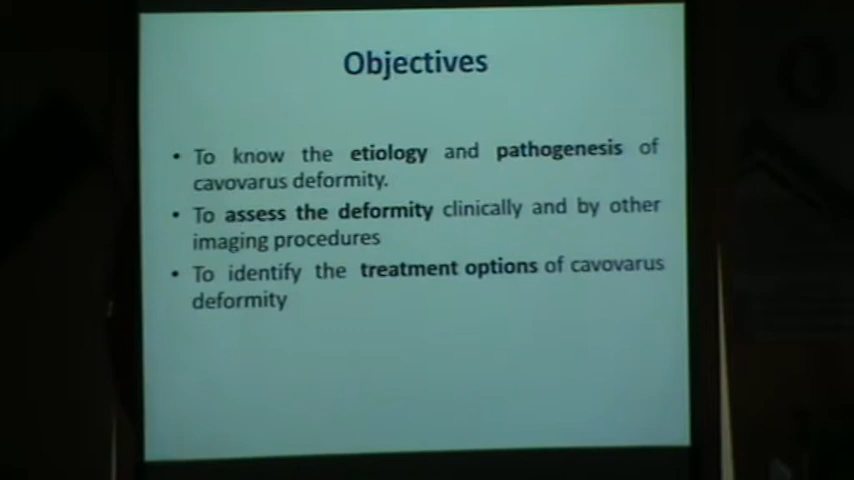 Objectives
• To know the etiology and pathogenesis of
cavovarus deformity.
• To assess the deformity clinically and by other
imaging procedures
• To identify the treatment options of cavovarus
deformity